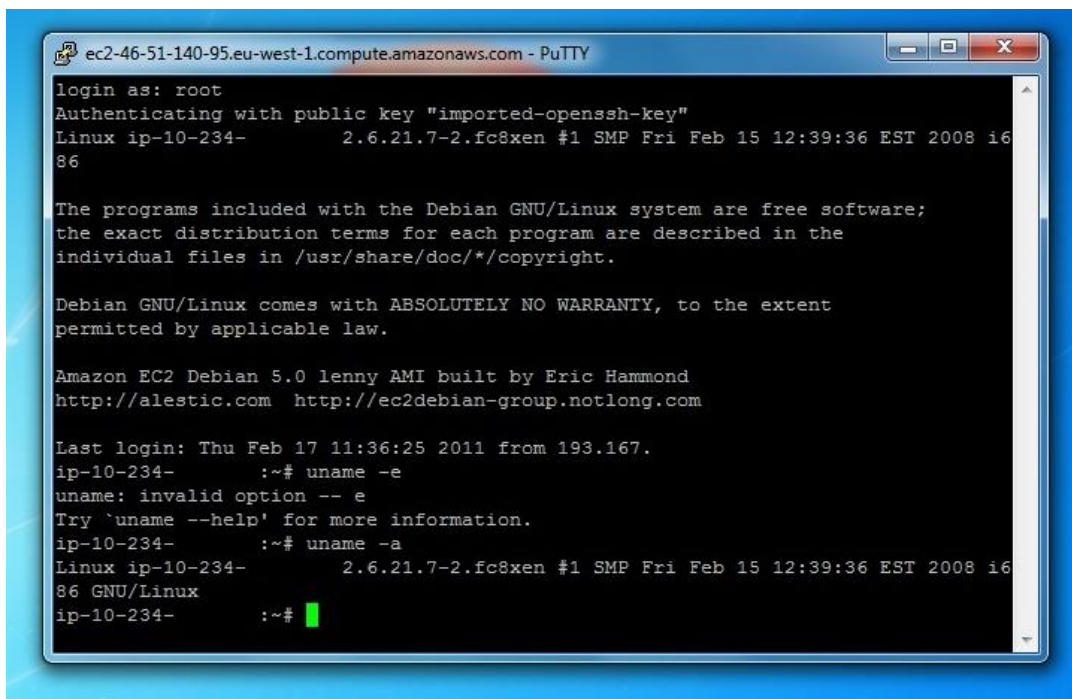 ec2-46-51-140-95.eu-west-1.compute.amazonaws.com - PuTTY
login as: root
Authenticating with public key "imported-openssh-key"
Linux ip-10-234-          2.6.21.7-2.fc8xen #1 SMP Fri Feb 15 12:39:36 EST 2008 i6
86
The programs included with the Debian GNU/Linux system are free software;
the exact distribution terms for each program are described in the
individual files in /usr/share/doc/*/copyright.
Debian GNU/Linux comes with ABSOLUTELY NO WARRANTY, to the extent
permitted by applicable law.
Amazon EC2 Debian 5.0 lenny AMI built by Eric Hammond
http://alestic.com  http://ec2debian-group.notlong.com
Last login: Thu Feb 17 11:36:25 2011 from 193.167.
ip-10-234-         :~# uname -e
uname: invalid option -- e
Try `uname --help' for more information.
ip-10-234-         :~# uname -a
Linux ip-10-234-          2.6.21.7-2.fc8xen #1 SMP Fri Feb 15 12:39:36 EST 2008 i6
86 GNU/Linux
ip-10-234-         :~#